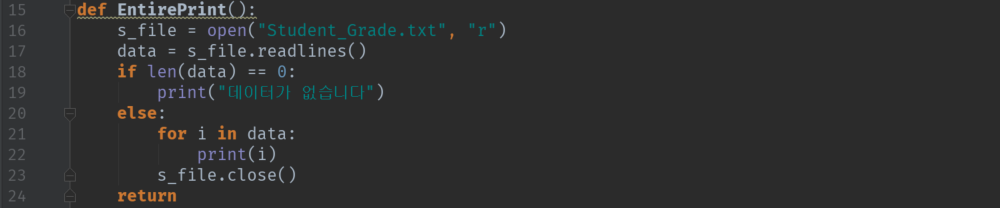 15 def EntirePrint():
16     s_file = open("Student_Grade.txt", "r")
17     data = s_file.readlines()
18     if len(data) == 0:
19         print("데이터가 없습니다")
20     else:
21         for i in data:
22             print(i)
23         s_file.close()
24     return